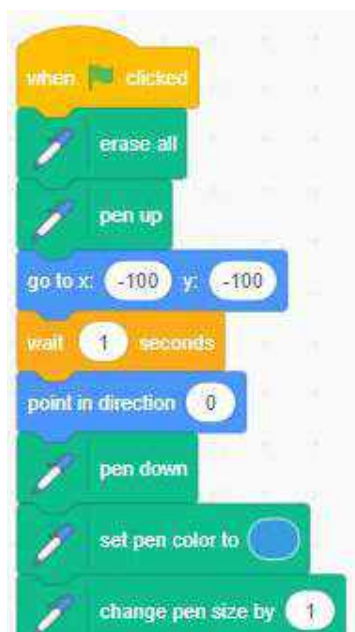 when clicked
erase all
pen up
go to x: -100 y: -100
wait 1 seconds
point in direction 0
pen down
set pen color to
change pen size by 1